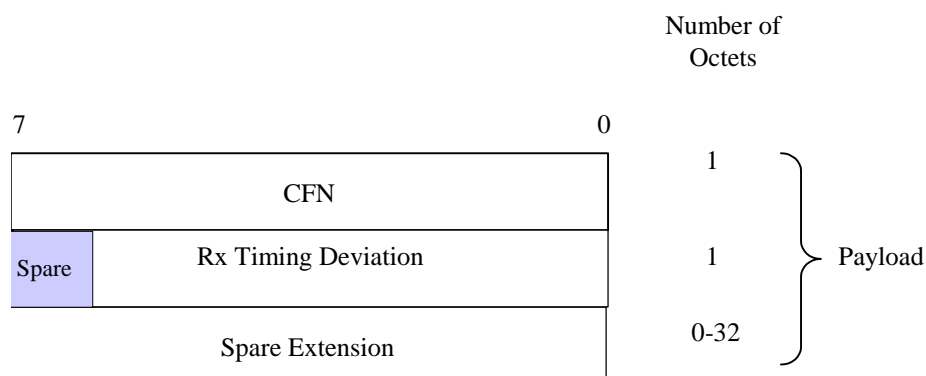 Number of
Octets
7 0
CFN 1
Spare Rx Timing Deviation 1 Payload
Spare Extension 0-32